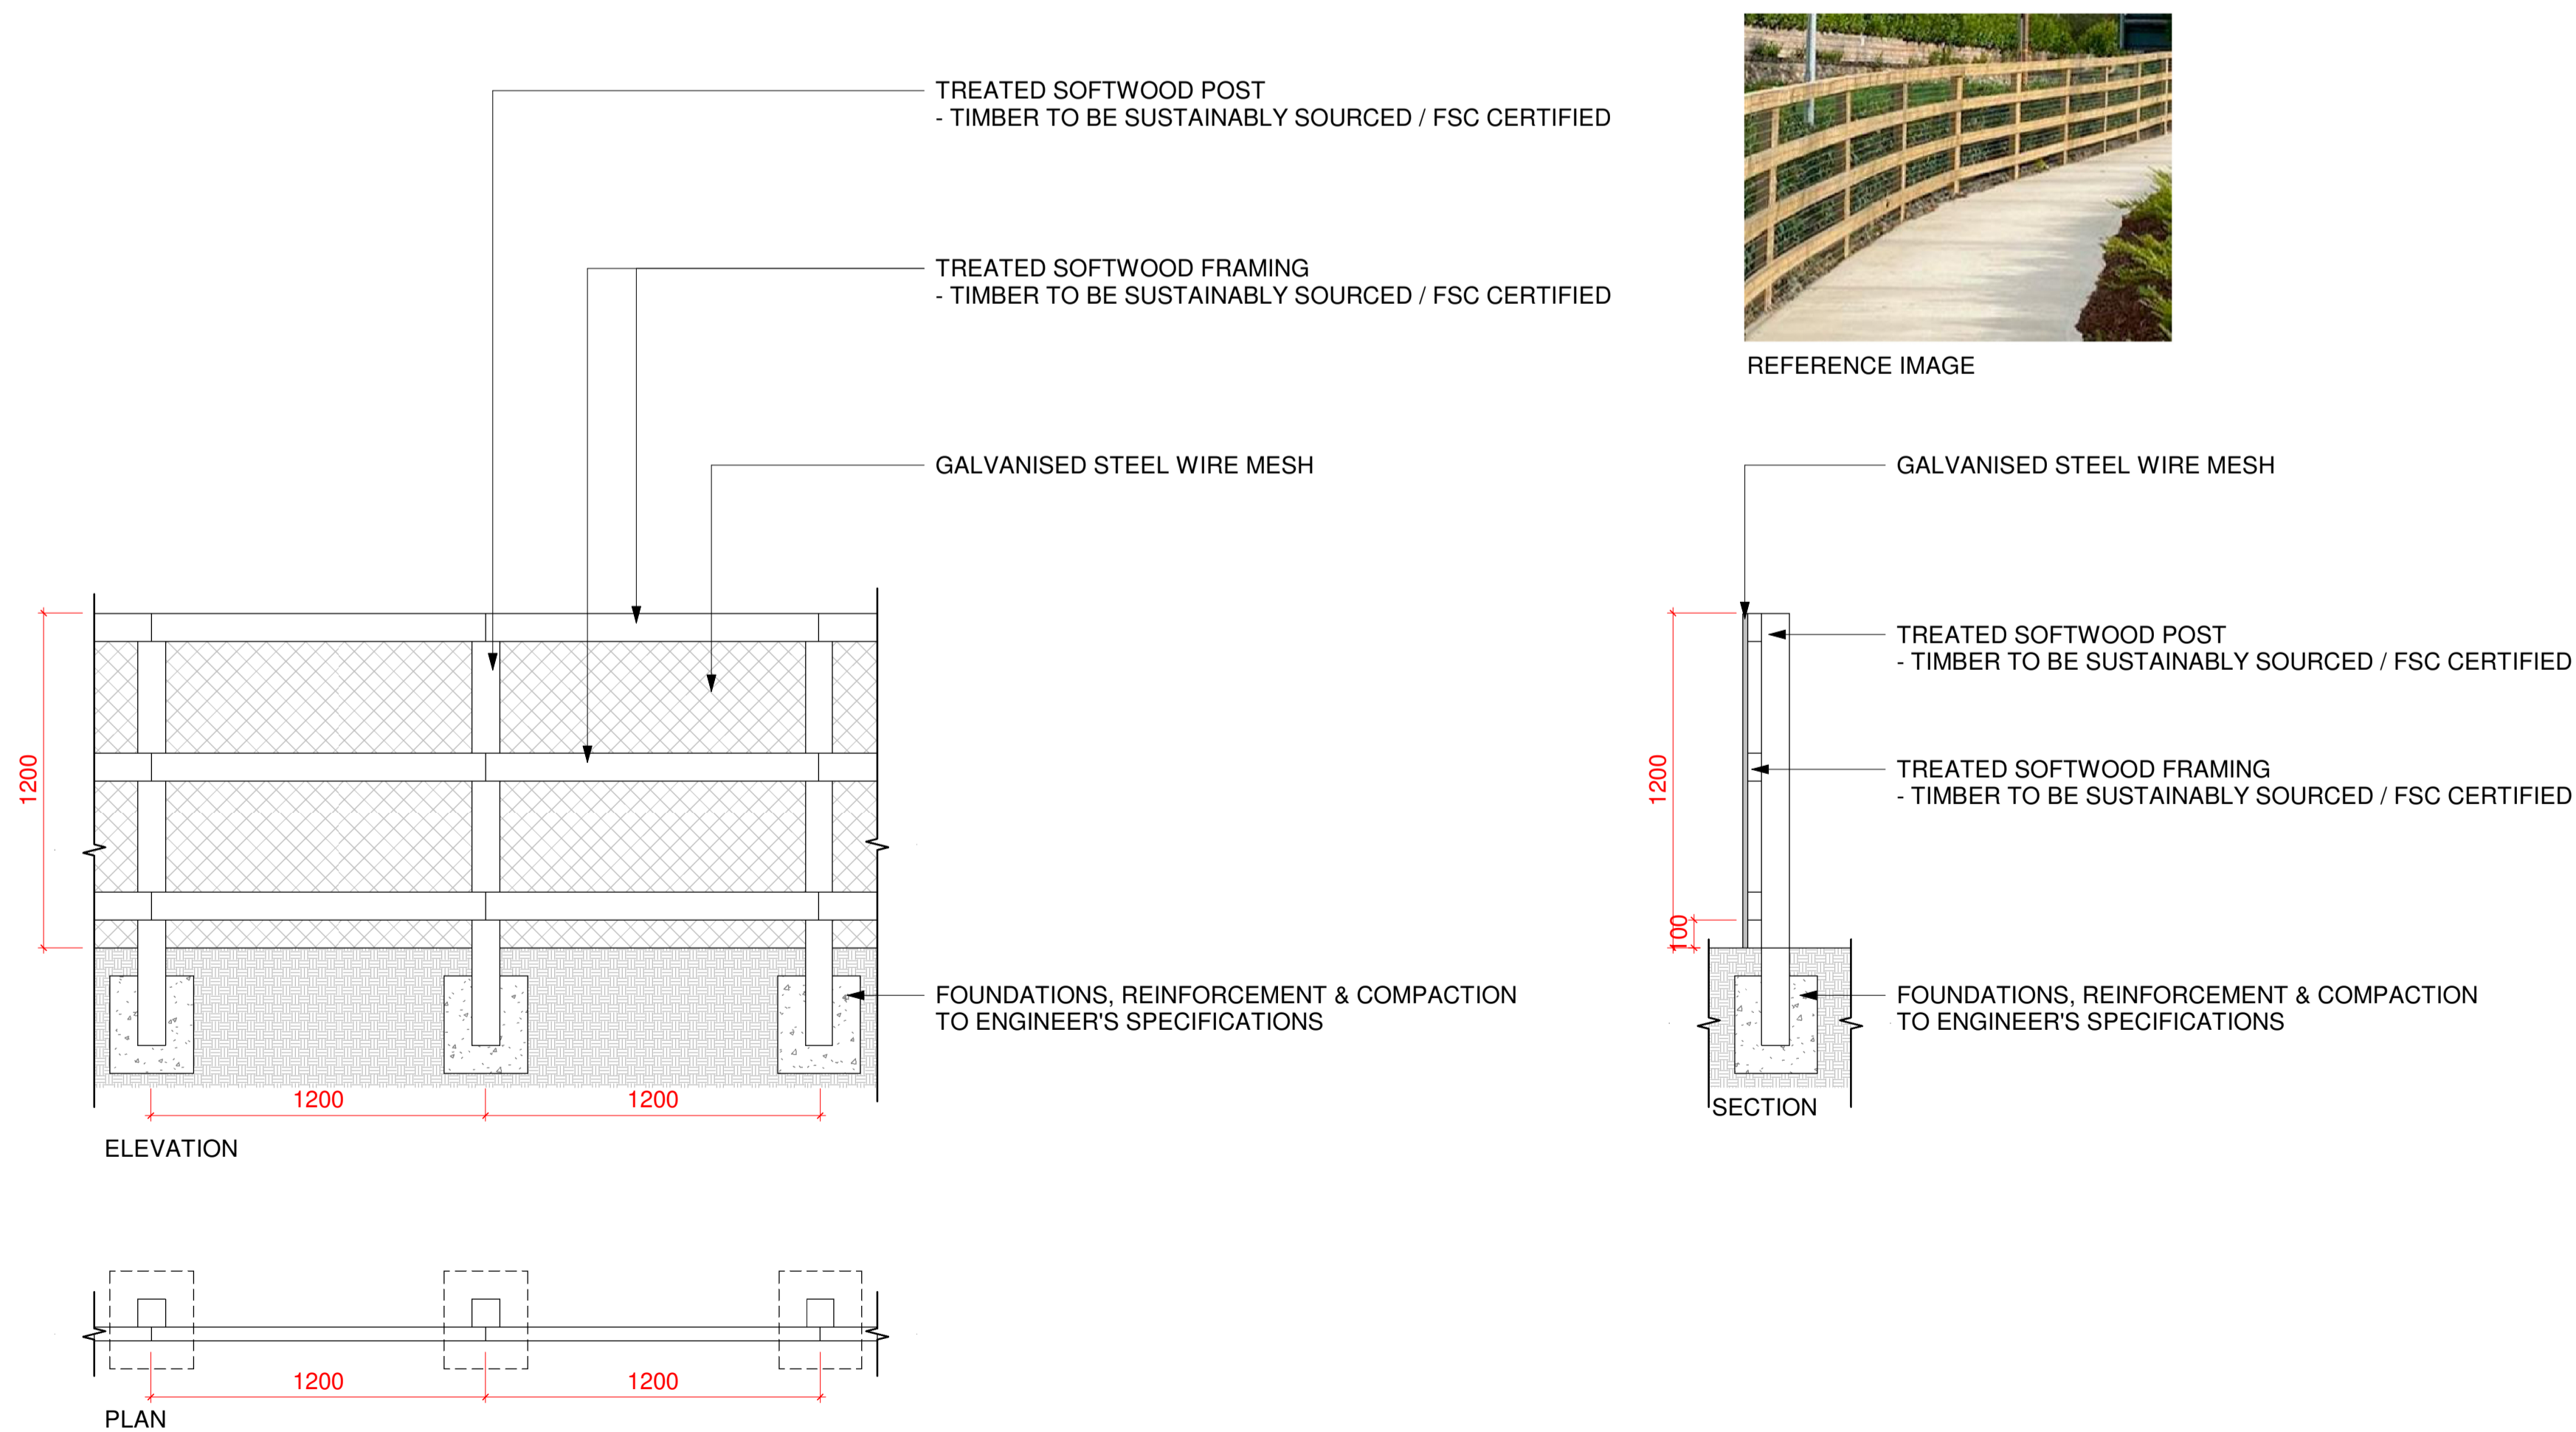 TREATED SOFTWOOD POST
- TIMBER TO BE SUSTAINABLY SOURCED / FSC CERTIFIED
TREATED SOFTWOOD FRAMING
- TIMBER TO BE SUSTAINABLY SOURCED / FSC CERTIFIED
GALVANISED STEEL WIRE MESH
1200
FOUNDATIONS, REINFORCEMENT & COMPACTION
TO ENGINEER'S SPECIFICATIONS
1200
1200
ELEVATION
1200
1200
PLAN
REFERENCE IMAGE
GALVANISED STEEL WIRE MESH
TREATED SOFTWOOD POST
- TIMBER TO BE SUSTAINABLY SOURCED / FSC CERTIFIED
1200
TREATED SOFTWOOD FRAMING
- TIMBER TO BE SUSTAINABLY SOURCED / FSC CERTIFIED
100
FOUNDATIONS, REINFORCEMENT & COMPACTION
TO ENGINEER'S SPECIFICATIONS
SECTION